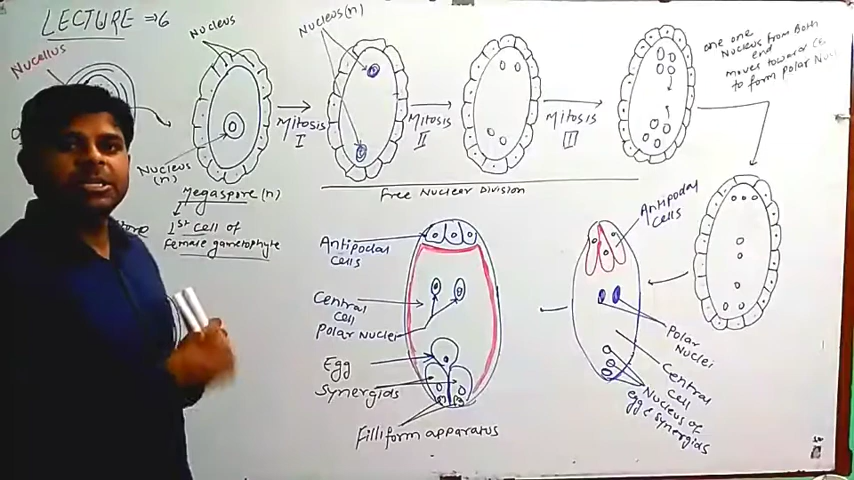 LECTURE ⇒ 6
Nucellus
Nucleus
Nucleus
(n)
Megaspore (n)
1st cell of
Female gametophyte
Nucleus(n)
Mitosis
I
Mitosis
II
Mitosis
III
Free Nuclear Division
one one
Nucleus from Both
end
moves toward
to form Polar
Antipodal
cells
Central
cell
Polar Nuclei
Egg
Synergids
Filliform apparatus
Antipodal
cells
Polar
Nuclei
Central
cell
Nucleus of
egg & synergids